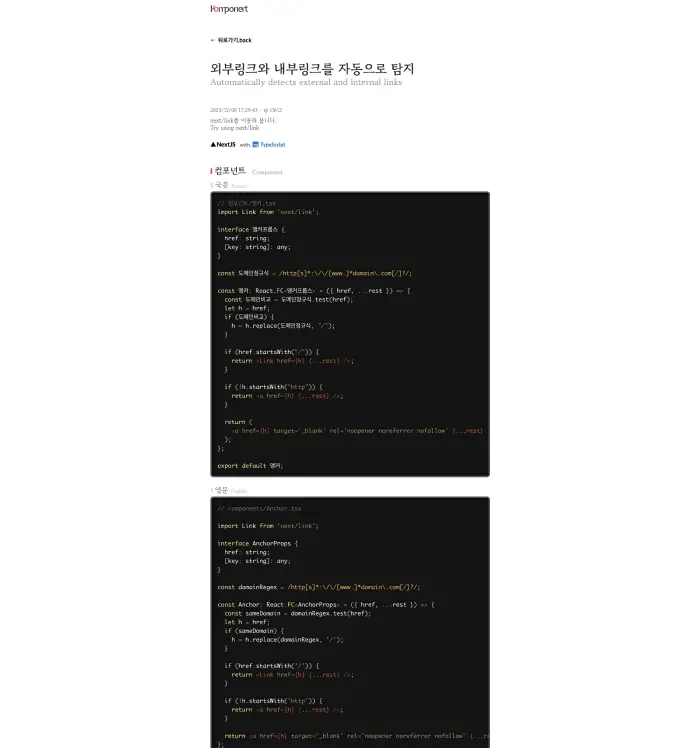 Komponent
← 뒤로가기.back
외부링크와 내부링크를 자동으로 탐지
Automatically detects external and internal links
next/link를 이용해 봅니다.
Try using next/link
NextJS with. TypeScript
컴포넌트 Component
국문 Korean
// 컴포넌트/앵커.tsx
import Link from 'next/link';
interface 앵커프롭스 {
href: string;
[key: string]: any;
}
const 도메인정규식 = /http[s]*:\/\/[www.]*domain\.com[/]?/;
const 앵커: React.FC<앵커프롭스> = ({ href, ...rest }) => {
const 도메인비교 = 도메인정규식.test(href);
let h = href;
if (도메인비교) {
h = h.replace(도메인정규식, "/");
}
if (href.startsWith("/")) {
return <Link href={h} {...rest} />;
}
if (!h.startsWith("http")) {
return <a href={h} {...rest} />;
}
return (
<a href={h} target='_blank' rel='noopener noreferrer nofollow' {...rest}
);
};
export default 앵커;
영문 English
// components/Anchor.tsx
import Link from 'next/link';
interface AnchorProps {
href: string;
[key: string]: any;
}
const domainRegex = /http[s]*:\/\/[www.]*domain\.com[/]?/;
const Anchor: React.FC<AnchorProps> = ({ href, ...rest }) => {
const sameDomain = domainRegex.test(href);
let h = href;
if (sameDomain) {
h = h.replace(domainRegex, '/');
}
if (href.startsWith('/')) {
return <Link href={h} {...rest} />;
}
if (!h.startsWith('http')) {
return <a href={h} {...rest} />;
}
return <a href={h} target="_blank" rel="noopener noreferrer nofollow" {...r
};